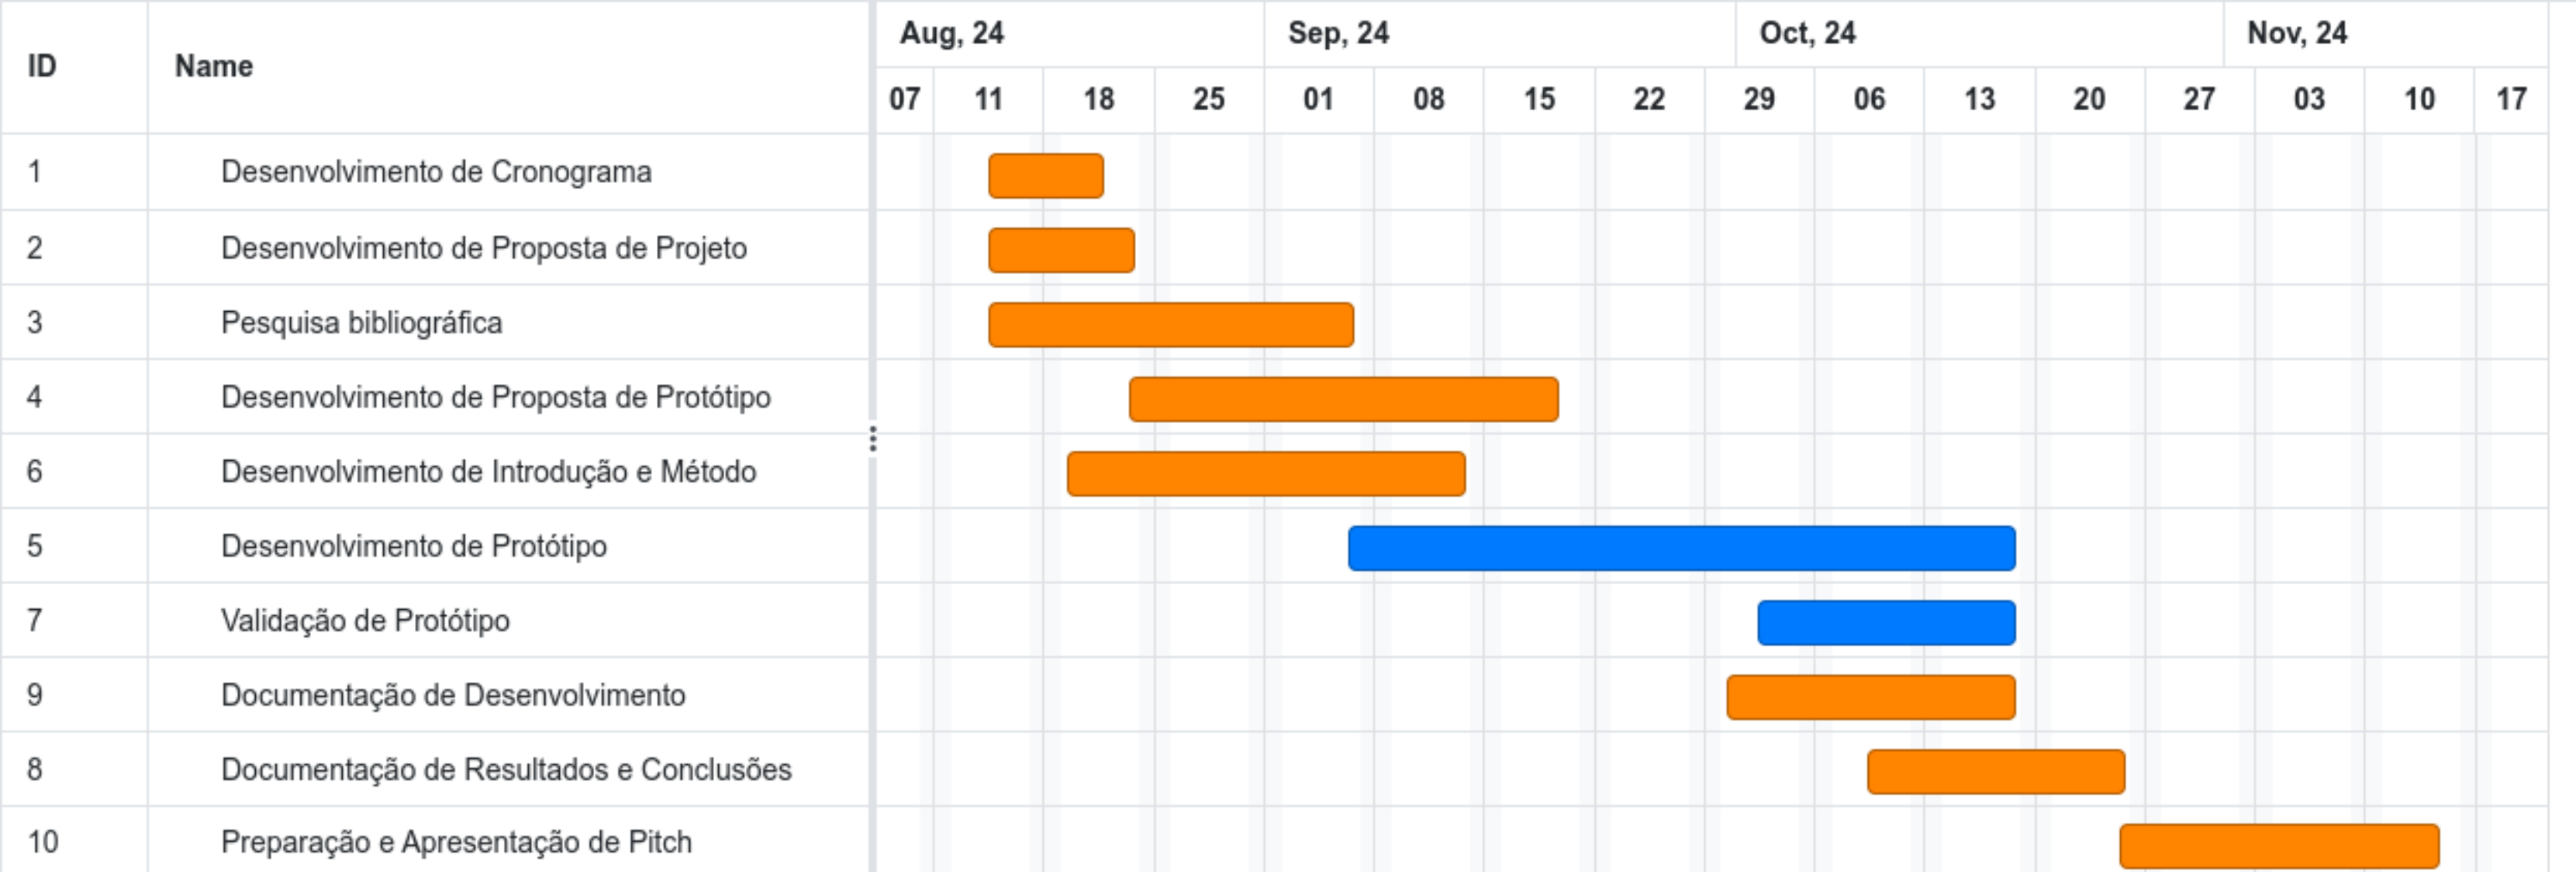 ID Name Aug, 24 Sep, 24 Oct, 24 Nov, 24
07 11 18 25 01 08 15 22 29 06 13 20 27 03 10 17
1 Desenvolvimento de Cronograma
2 Desenvolvimento de Proposta de Projeto
3 Pesquisa bibliográfica
4 Desenvolvimento de Proposta de Protótipo
6 Desenvolvimento de Introdução e Método
5 Desenvolvimento de Protótipo
7 Validação de Protótipo
9 Documentação de Desenvolvimento
8 Documentação de Resultados e Conclusões
10 Preparação e Apresentação de Pitch